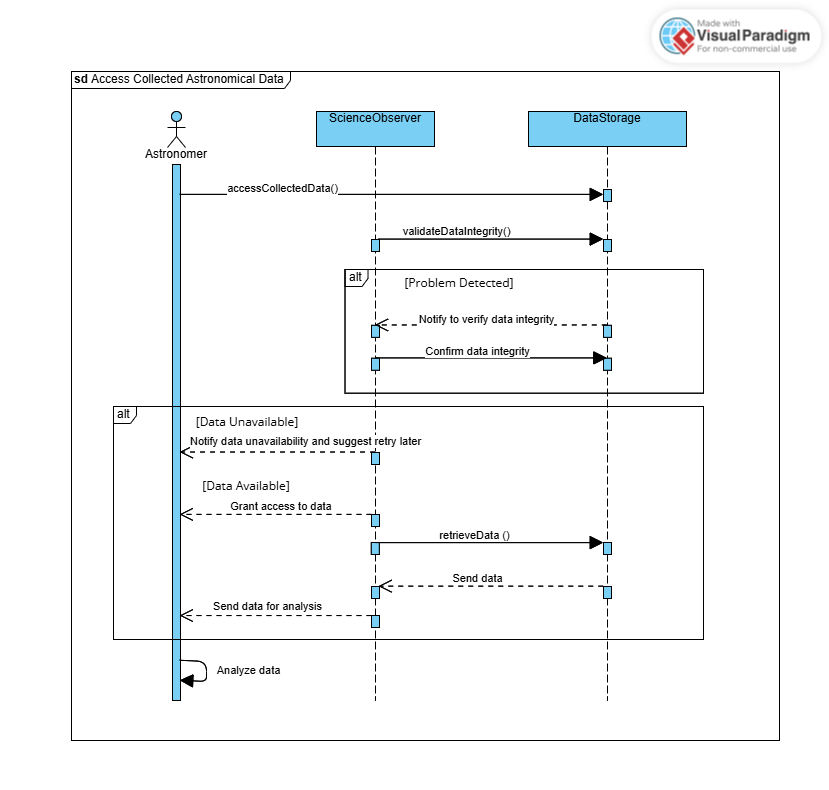 Made with
VisualParadigm
For non-commercial use
sd Access Collected Astronomical Data
ScienceObserver
DataStorage
Astronomer
accessCollectedData()
validateDataIntegrity()
alt
[Problem Detected]
Notify to verify data integrity
Confirm data integrity
alt
[Data Unavailable]
Notify data unavailability and suggest retry later
[Data Available]
Grant access to data
retrieveData ()
Send data
Send data for analysis
Analyze data